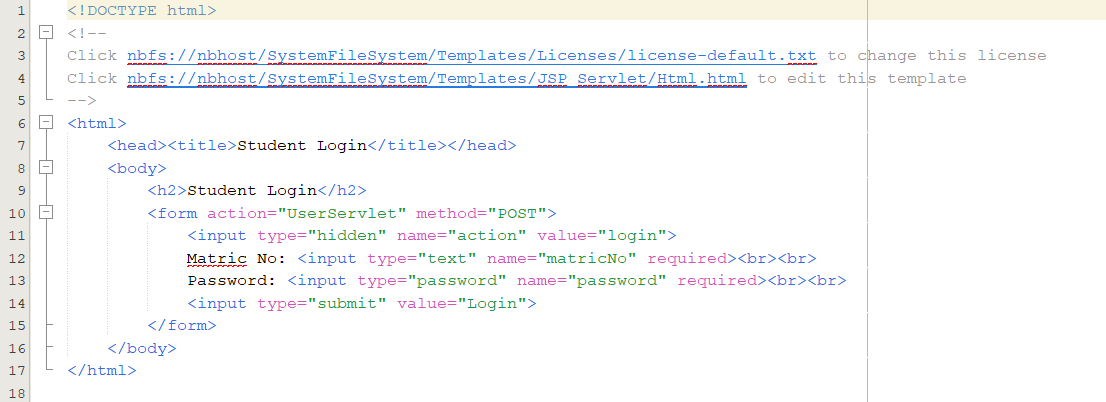 1 <!DOCTYPE html>
2 <!--
3 Click nbfs://nbhost/SystemFileSystem/Templates/Licenses/license-default.txt to change this license
4 Click nbfs://nbhost/SystemFileSystem/Templates/JSP_Servlet/Html.html to edit this template
5 -->
6 <html>
7     <head><title>Student Login</title></head>
8     <body>
9         <h2>Student Login</h2>
10         <form action="UserServlet" method="POST">
11             <input type="hidden" name="action" value="login">
12             Matric No: <input type="text" name="matricNo" required><br><br>
13             Password: <input type="password" name="password" required><br><br>
14             <input type="submit" value="Login">
15         </form>
16     </body>
17 </html>
18